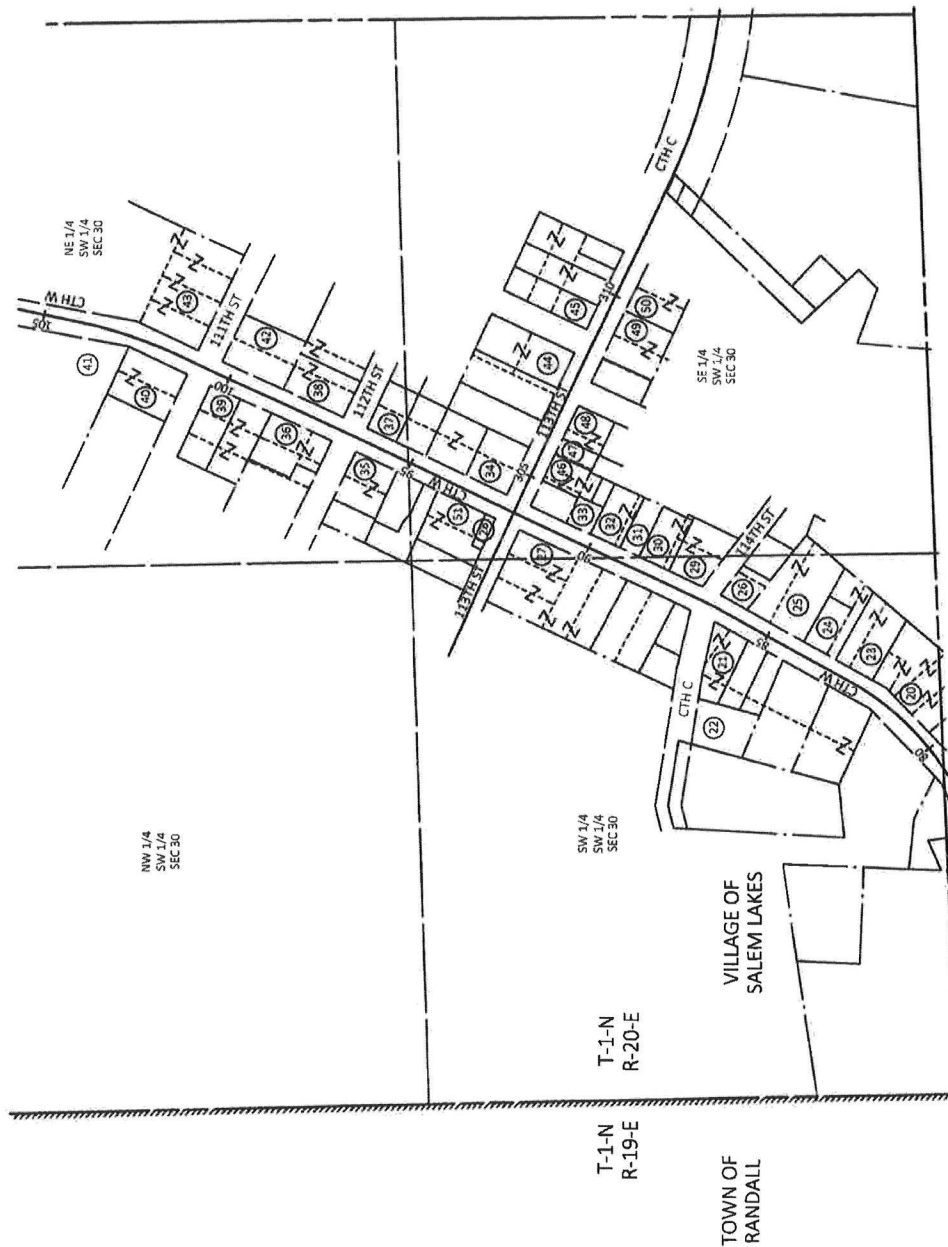 NE 1/4
SW 1/4
SEC 30
CTH W
105
41
43
111TH ST
40
42
100
39
38
112TH ST
36
37
35
95
CTH W
34
51
28
113TH ST
305
113TH ST
44
45
310
CTH C
50
49
48
47
46
33
32
31
30
29
27
90
SE 1/4
SW 1/4
SEC 30
114TH ST
26
25
24
23
20
85
CTH W
80
21
22
CTH C
NW 1/4
SW 1/4
SEC 30
SW 1/4
SW 1/4
SEC 30
VILLAGE OF
SALEM LAKES
T-1-N
R-20-E
T-1-N
R-19-E
TOWN OF
RANDALL